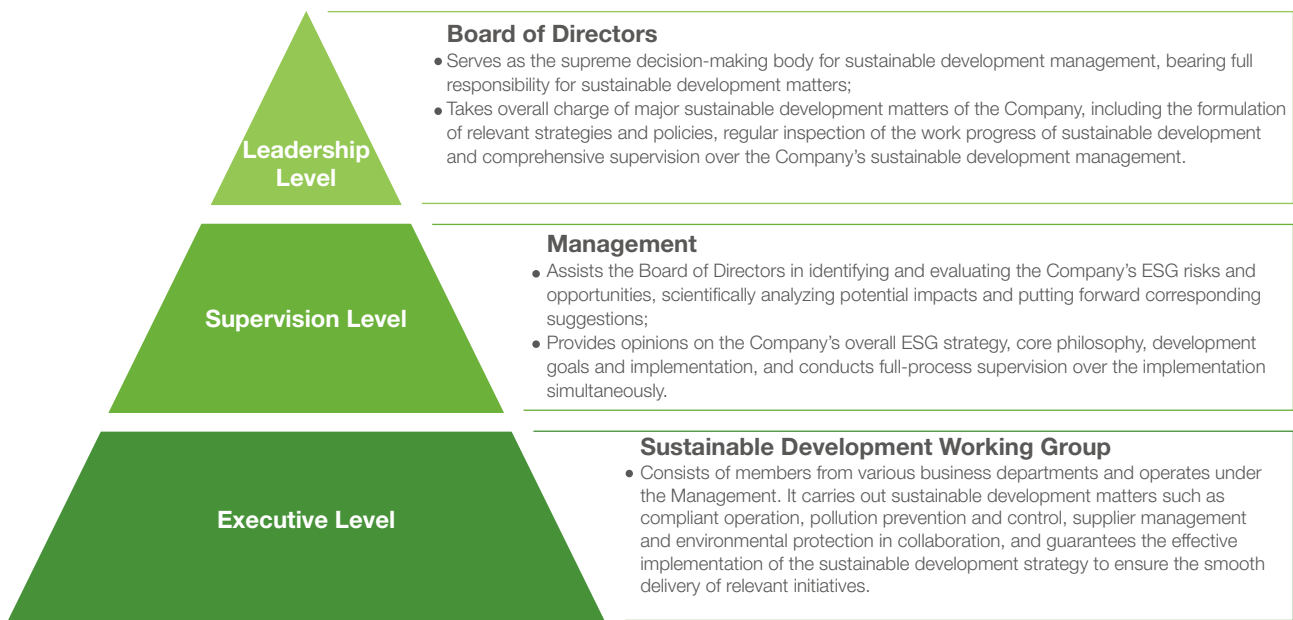 Leadership
Level
Board of Directors
• Serves as the supreme decision-making body for sustainable development management, bearing full
responsibility for sustainable development matters;
• Takes overall charge of major sustainable development matters of the Company, including the formulation
of relevant strategies and policies, regular inspection of the work progress of sustainable development
and comprehensive supervision over the Company’s sustainable development management.
Supervision Level
Management
• Assists the Board of Directors in identifying and evaluating the Company’s ESG risks and
opportunities, scientifically analyzing potential impacts and putting forward corresponding
suggestions;
• Provides opinions on the Company’s overall ESG strategy, core philosophy, development
goals and implementation, and conducts full-process supervision over the implementation
simultaneously.
Executive Level
Sustainable Development Working Group
• Consists of members from various business departments and operates under
the Management. It carries out sustainable development matters such as
compliant operation, pollution prevention and control, supplier management
and environmental protection in collaboration, and guarantees the effective
implementation of the sustainable development strategy to ensure the smooth
delivery of relevant initiatives.